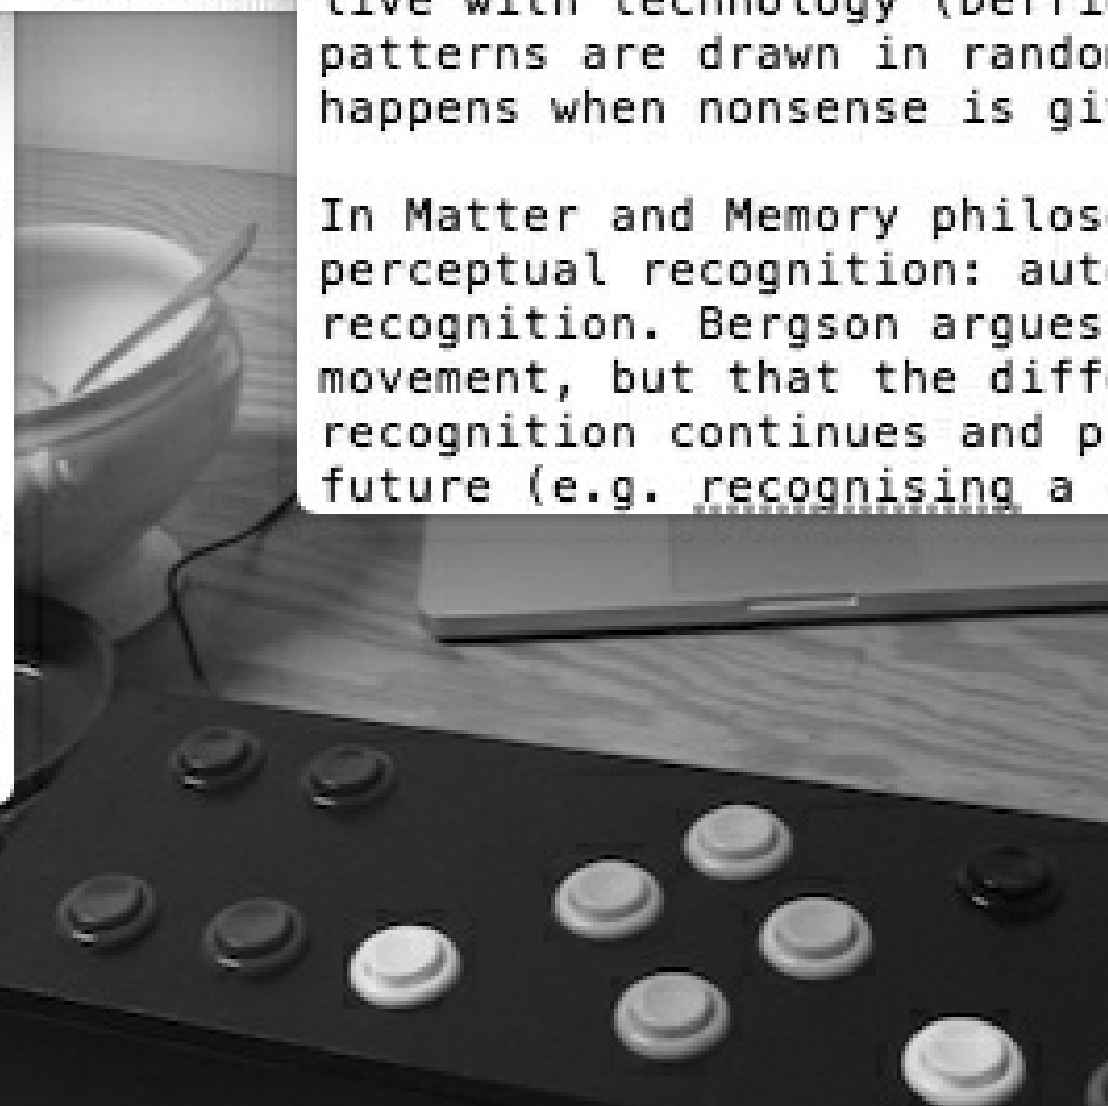 live with technology (Derri
patterns are drawn in rando
happens when nonsense is gi
In Matter and Memory philos
perceptual recognition: aut
recognition. Bergson argues
movement, but that the diff
recognition continues and p
future (e.g. recognising a